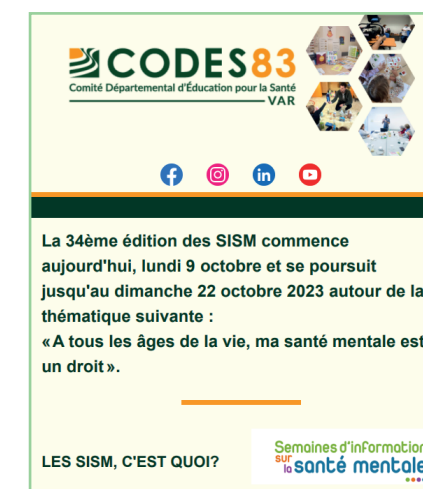 CODES83
Comité Départemental d'Éducation pour la Santé
VAR
La 34ème édition des SISM commence
aujourd'hui, lundi 9 octobre et se poursuit
jusqu'au dimanche 22 octobre 2023 autour de la
thématique suivante :
«A tous les âges de la vie, ma santé mentale est
un droit».
LES SISM, C'EST QUOI?
Semaines d'information
sur
la santé mentale